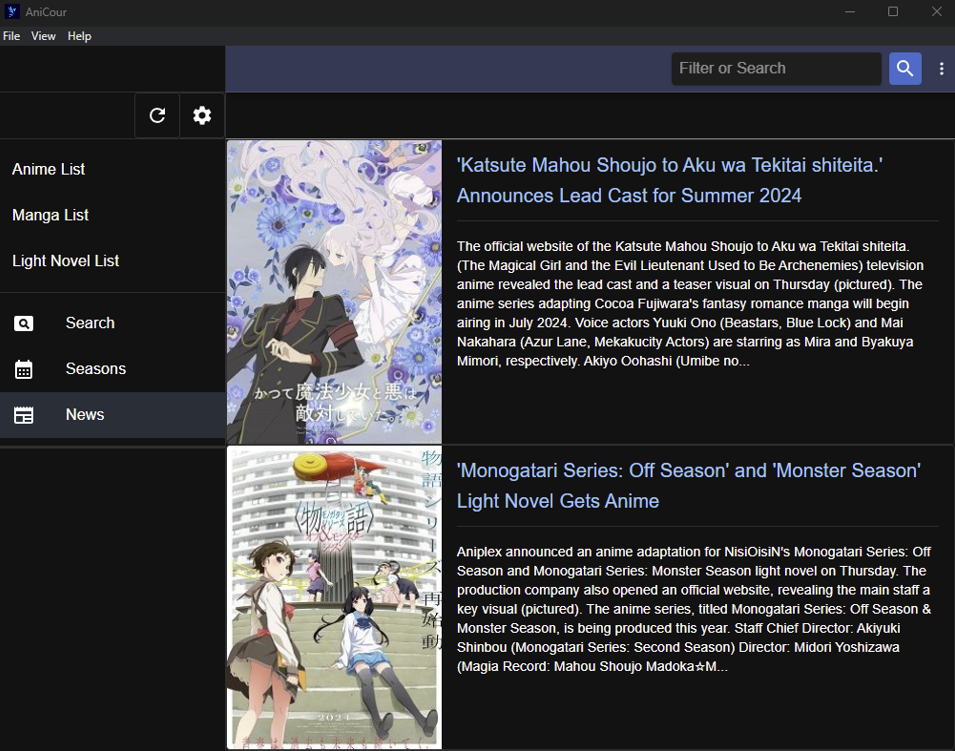 AniCour
File View Help
Filter or Search
Anime List
Manga List
Light Novel List
Search
Seasons
News
かつて魔法少女と悪は
敵対していた。
'Katsute Mahou Shoujo to Aku wa Tekitai shiteita.'
Announces Lead Cast for Summer 2024
The official website of the Katsute Mahou Shoujo to Aku wa Tekitai shiteita.
(The Magical Girl and the Evil Lieutenant Used to Be Archenemies) television
anime revealed the lead cast and a teaser visual on Thursday (pictured). The
anime series adapting Cocoa Fujiwara's fantasy romance manga will begin
airing in July 2024. Voice actors Yuuki Ono (Beastars, Blue Lock) and Mai
Nakahara (Azur Lane, Mekakucity Actors) are starring as Mira and Byakuya
Mimori, respectively. Akiyo Oohashi (Umibe no...
物語シリーズ再始動
〈物語〉
2024
'Monogatari Series: Off Season' and 'Monster Season'
Light Novel Gets Anime
Aniplex announced an anime adaptation for NisiOisiN's Monogatari Series: Off
Season and Monogatari Series: Monster Season light novel on Thursday. The
production company also opened an official website, revealing the main staff a
key visual (pictured). The anime series, titled Monogatari Series: Off Season &
Monster Season, is being produced this year. Staff Chief Director: Akiyuki
Shinbou (Monogatari Series: Second Season) Director: Midori Yoshizawa
(Magia Record: Mahou Shoujo Madoka☆M...